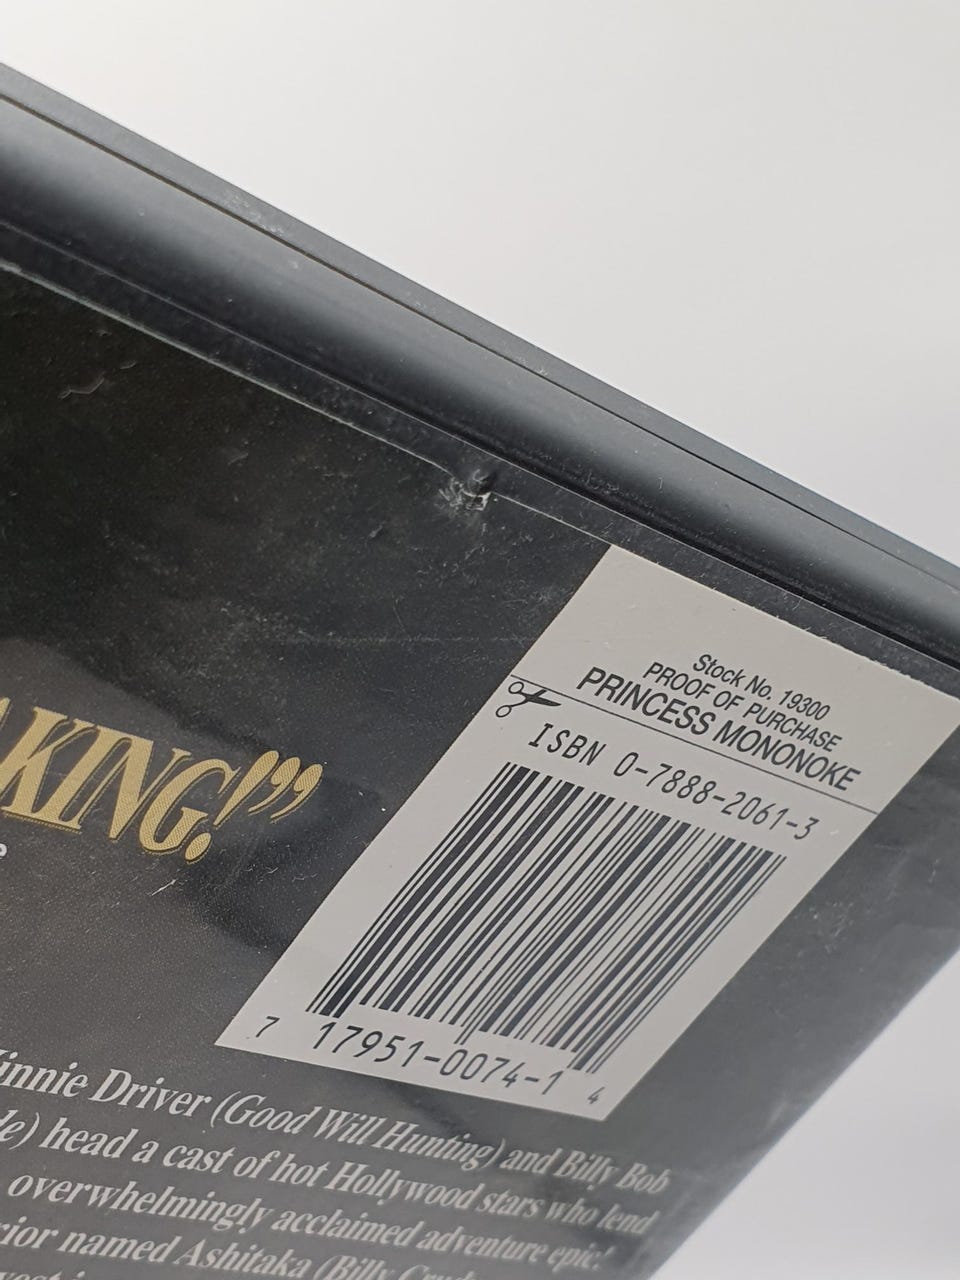 Stock No. 19300
PROOF OF PURCHASE
PRINCESS MONONOKE
ISBN 0-7888-2061-3
KING!”
7 17951-0074-1 4
Driver (Good Will Hunting) and Billy Bob
head a cast of hot Hollywood stars who lend
overwhelmingly acclaimed adventure epic!
named Ashitaka (Billy